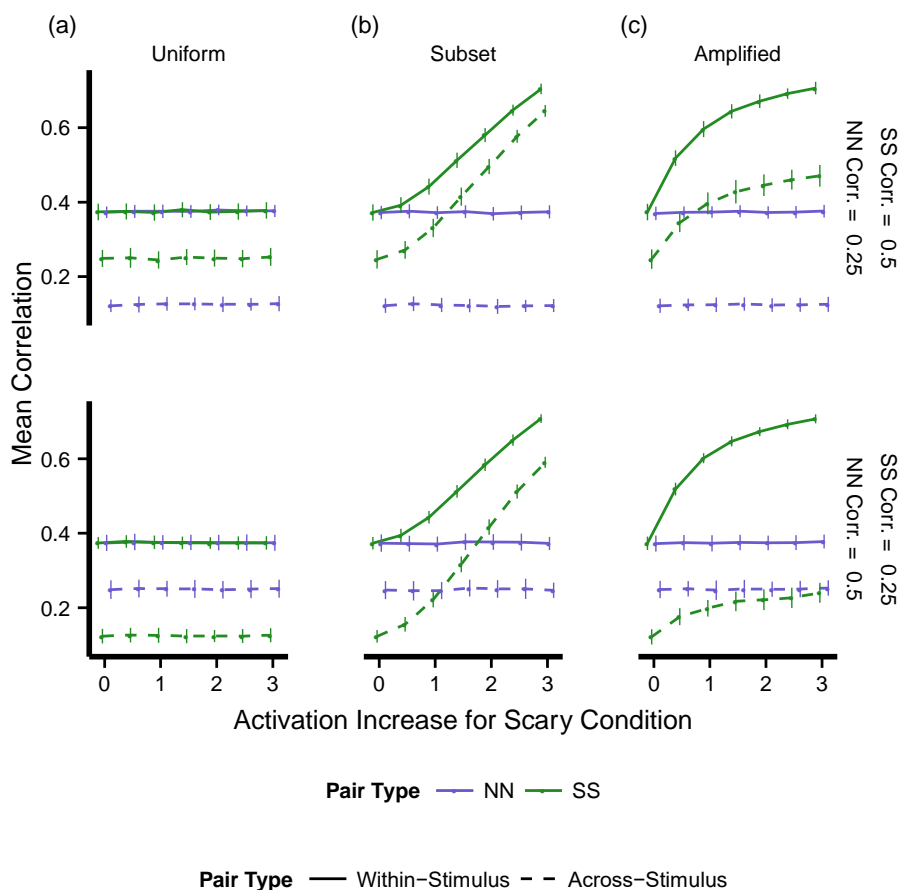 (a) (b) (c)
Uniform Subset Amplified
Mean Correlation
0.6
0.4
0.2
SS Corr. = 0.5
NN Corr. = 0.25
0.6
0.4
0.2
SS Corr. = 0.25
NN Corr. = 0.5
0 1 2 3 0 1 2 3 0 1 2 3
Activation Increase for Scary Condition
Pair Type NN SS
Pair Type Within−Stimulus Across−Stimulus